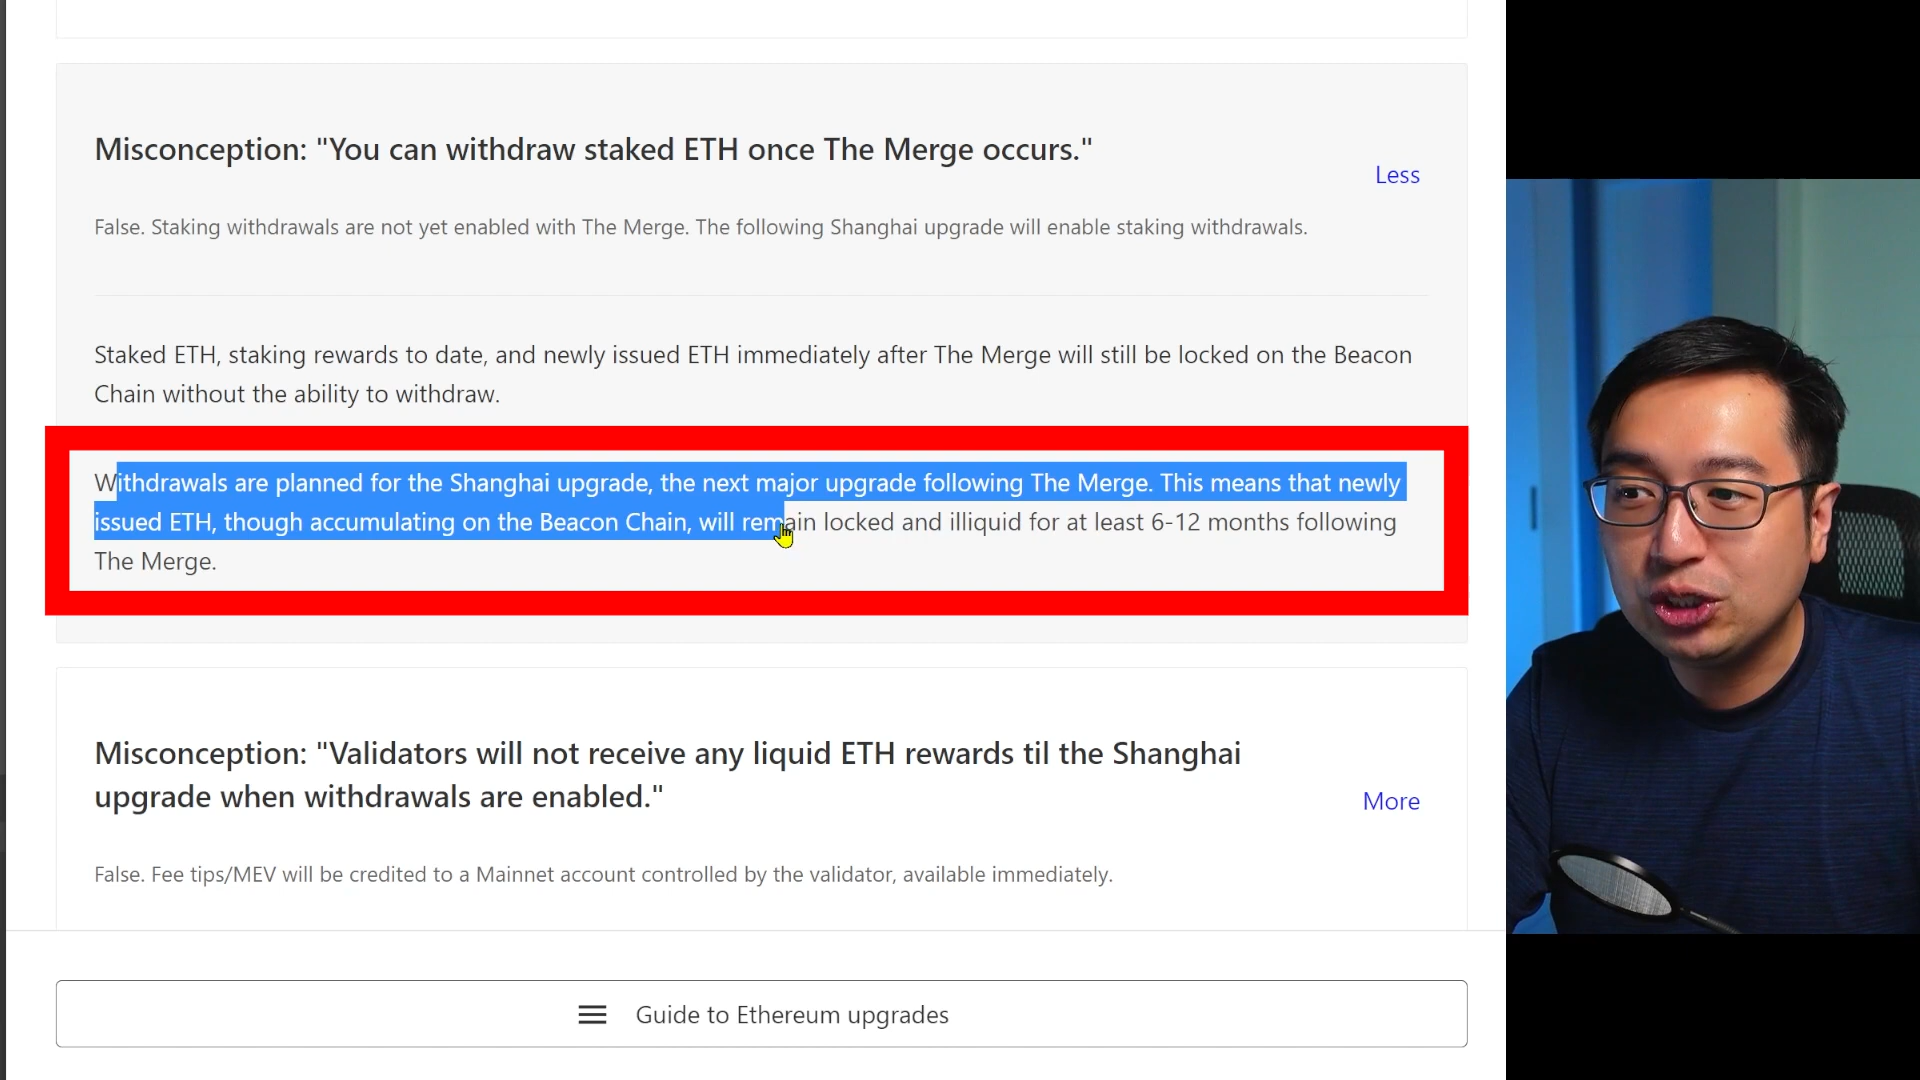 Misconception: "You can withdraw staked ETH once The Merge occurs."
Less
False. Staking withdrawals are not yet enabled with The Merge. The following Shanghai upgrade will enable staking withdrawals.
Staked ETH, staking rewards to date, and newly issued ETH immediately after The Merge will still be locked on the Beacon
Chain without the ability to withdraw.
Withdrawals are planned for the Shanghai upgrade, the next major upgrade following The Merge. This means that newly
issued ETH, though accumulating on the Beacon Chain, will remain locked and illiquid for at least 6-12 months following
The Merge.
Misconception: "Validators will not receive any liquid ETH rewards til the Shanghai
upgrade when withdrawals are enabled."
More
False. Fee tips/MEV will be credited to a Mainnet account controlled by the validator, available immediately.
Guide to Ethereum upgrades